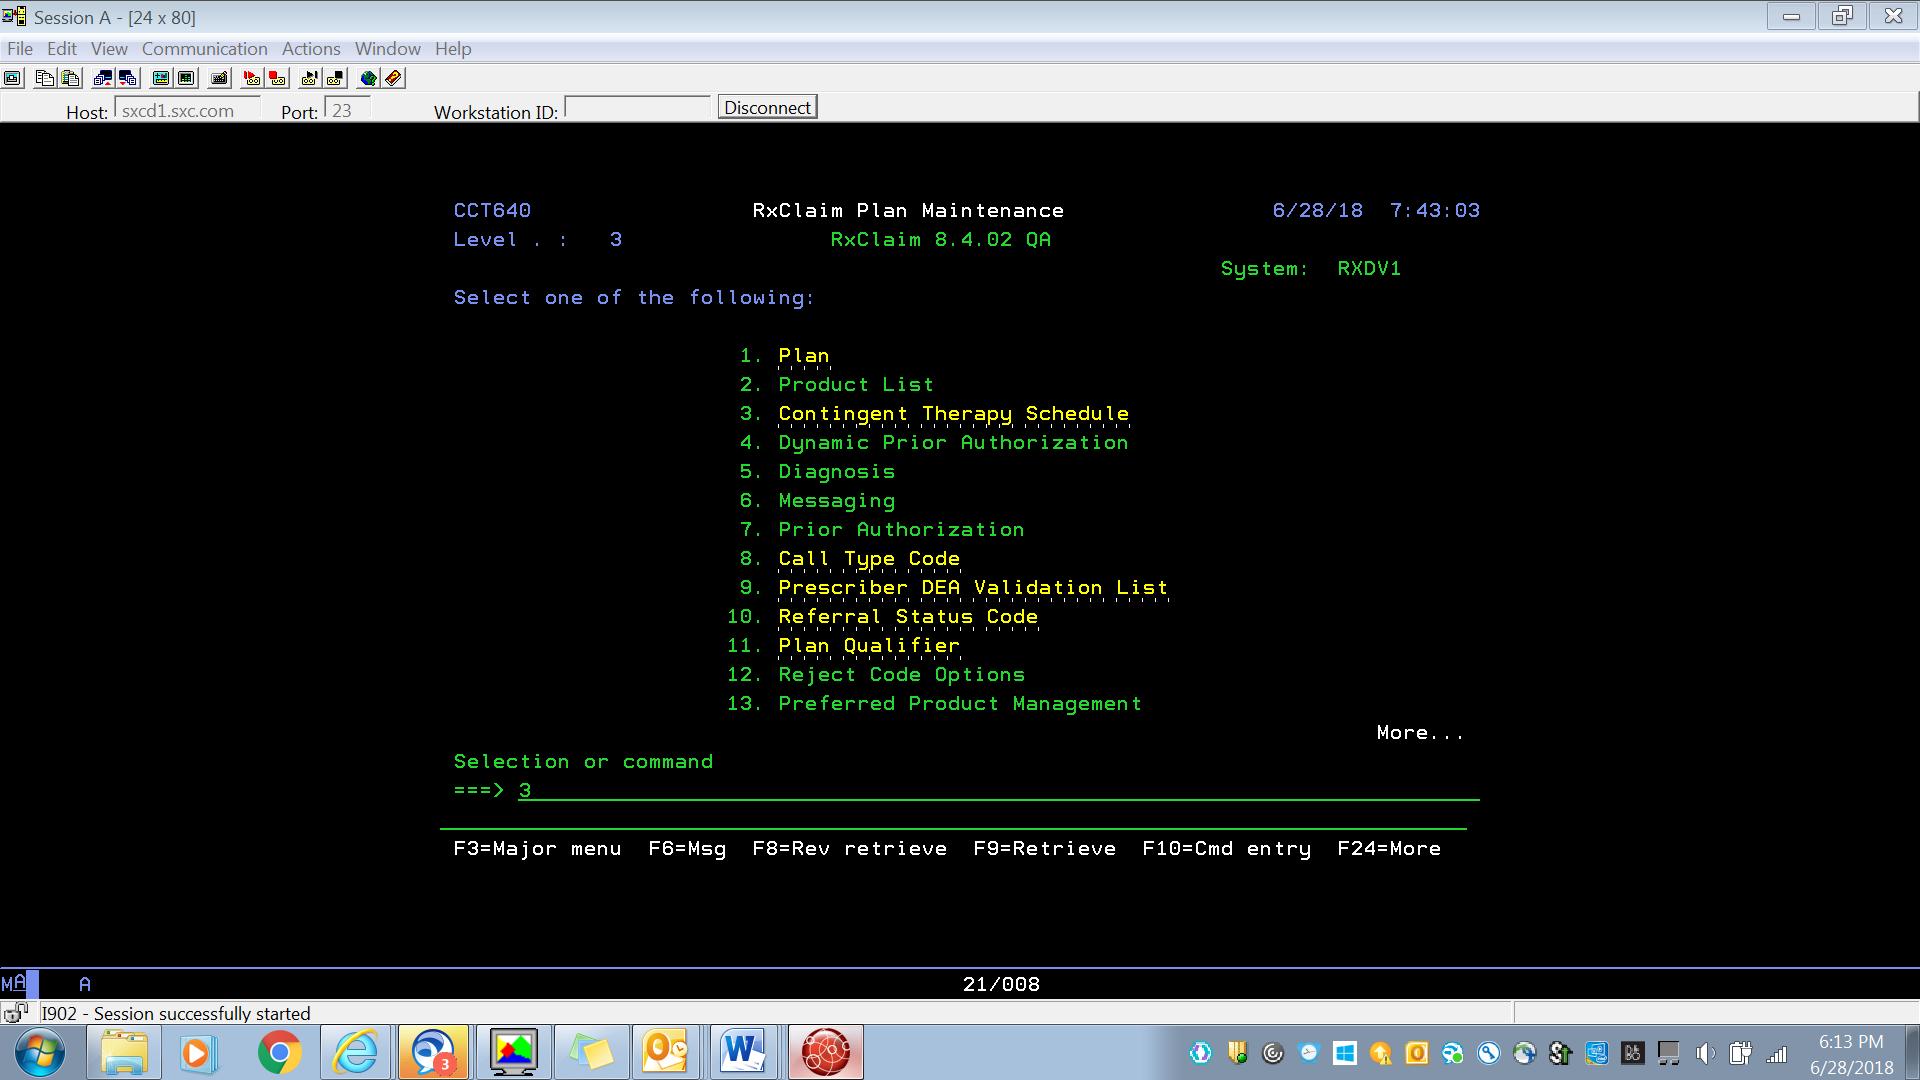 Session A - [24 x 80]
File Edit View Communication Actions Window Help
Host: sxcd1.sxc.com Port: 23 Workstation ID: Disconnect
CCT640 RxClaim Plan Maintenance 6/28/18 7:43:03
Level . : 3 RxClaim 8.4.02 QA
System: RXDV1
Select one of the following:
1. Plan
2. Product List
3. Contingent Therapy Schedule
4. Dynamic Prior Authorization
5. Diagnosis
6. Messaging
7. Prior Authorization
8. Call Type Code
9. Prescriber DEA Validation List
10. Referral Status Code
11. Plan Qualifier
12. Reject Code Options
13. Preferred Product Management
More...
Selection or command
===> 3
F3=Major menu F6=Msg F8=Rev retrieve F9=Retrieve F10=Cmd entry F24=More
MA A 21/008
I902 - Session successfully started
3
6:13 PM
6/28/2018